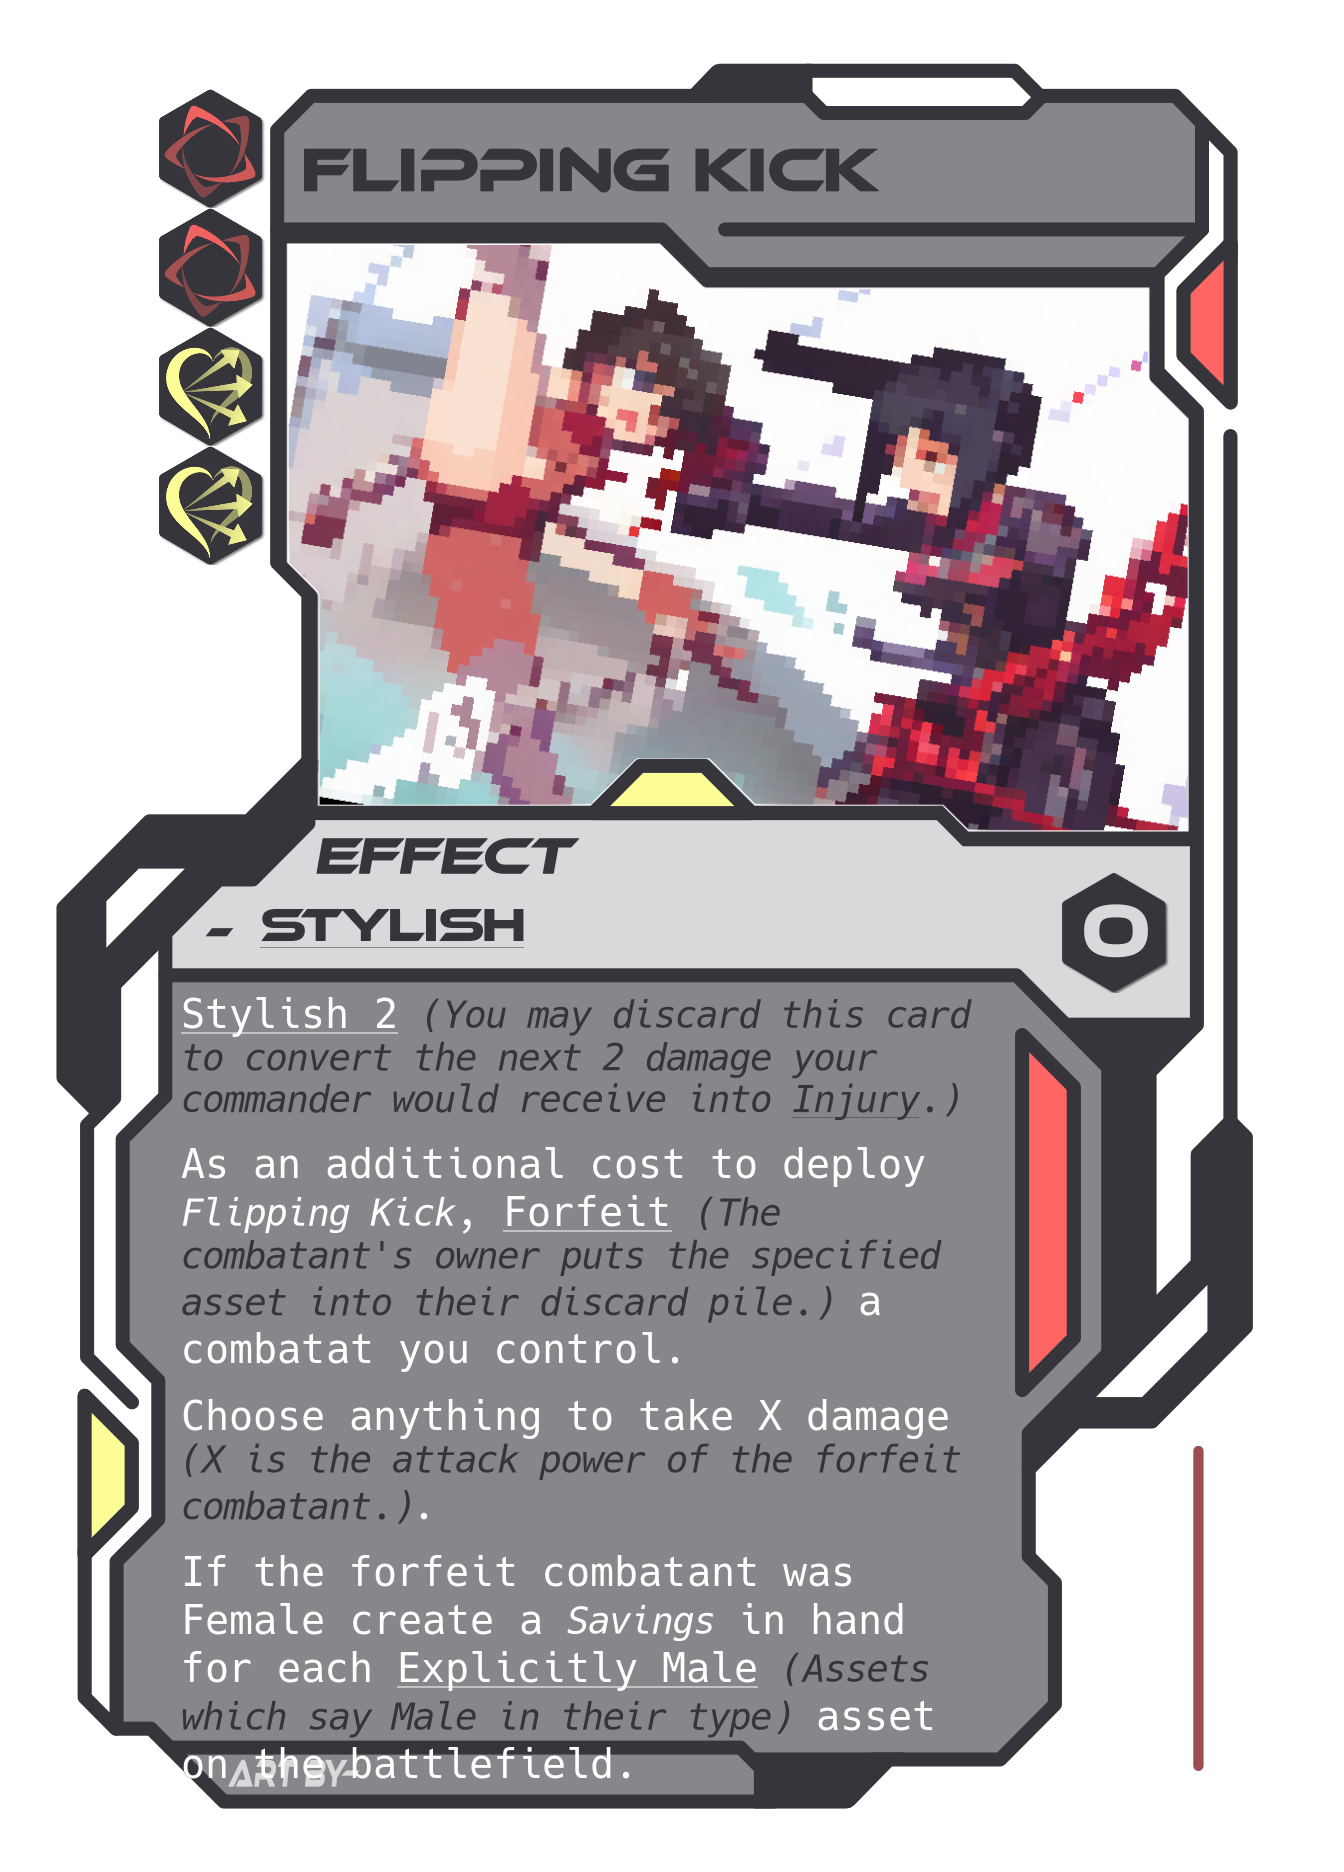 FLIPPING KICK
EFFECT
- STYLISH
0
Stylish 2 (You may discard this card
to convert the next 2 damage your
commander would receive into Injury.)
As an additional cost to deploy
Flipping Kick, Forfeit (The
combatant's owner puts the specified
asset into their discard pile.) a
combatat you control.
Choose anything to take X damage
(X is the attack power of the forfeit
combatant.).
If the forfeit combatant was
Female create a Savings in hand
for each Explicitly Male (Assets
which say Male in their type) asset
on the battlefield.
ART BY-